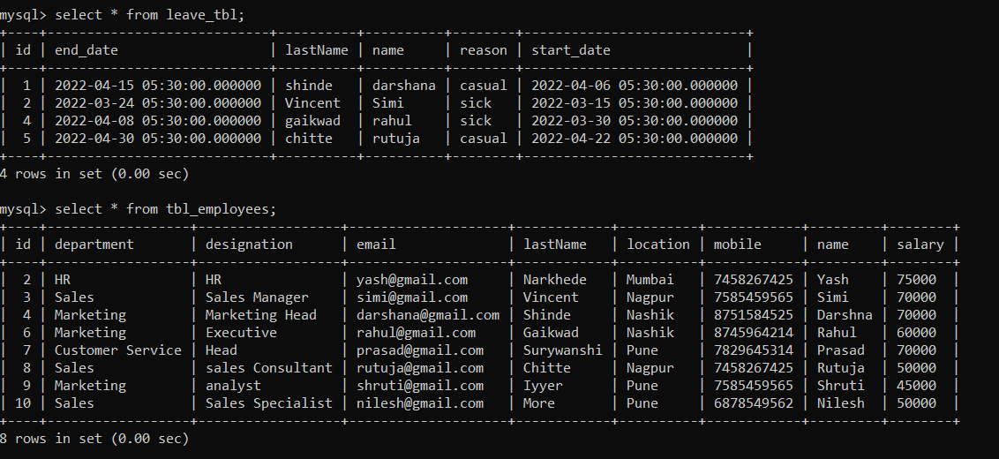 mysql> select * from leave_tbl;
+----+----------------------------+----------+----------+--------+----------------------------+
| id | end_date                   | lastName | name     | reason | start_date                 |
+----+----------------------------+----------+----------+--------+----------------------------+
|  1 | 2022-04-15 05:30:00.000000 | shinde   | darshana | casual | 2022-04-06 05:30:00.000000 |
|  2 | 2022-03-24 05:30:00.000000 | Vincent  | Simi     | sick   | 2022-03-15 05:30:00.000000 |
|  4 | 2022-04-08 05:30:00.000000 | gaikwad  | rahul    | sick   | 2022-03-30 05:30:00.000000 |
|  5 | 2022-04-30 05:30:00.000000 | chitte   | rutuja   | casual | 2022-04-22 05:30:00.000000 |
+----+----------------------------+----------+----------+--------+----------------------------+
4 rows in set (0.00 sec)
mysql> select * from tbl_employees;
+----+------------------+------------------+--------------------+------------+----------+------------+---------+--------+
| id | department       | designation      | email              | lastName   | location | mobile     | name    | salary |
+----+------------------+------------------+--------------------+------------+----------+------------+---------+--------+
|  2 | HR               | HR               | yash@gmail.com     | Narkhede   | Mumbai   | 7458267425 | Yash    | 75000  |
|  3 | Sales            | Sales Manager    | simi@gmail.com     | Vincent    | Nagpur   | 7585459565 | Simi    | 70000  |
|  4 | Marketing        | Marketing Head   | darshana@gmail.com | Shinde     | Nashik   | 8751584525 | Darshna | 70000  |
|  6 | Marketing        | Executive        | rahul@gmail.com    | Gaikwad    | Nashik   | 8745964214 | Rahul   | 60000  |
|  7 | Customer Service | Head             | prasad@gmail.com   | Surywanshi | Pune     | 7829645314 | Prasad  | 70000  |
|  8 | Sales            | sales Consultant | rutuja@gmail.com   | Chitte     | Nagpur   | 7458267425 | Rutuja  | 50000  |
|  9 | Marketing        | analyst          | shruti@gmail.com   | Iyyer      | Pune     | 7585459565 | Shruti  | 45000  |
| 10 | Sales            | Sales Specialist | nilesh@gmail.com   | More       | Pune     | 6878549562 | Nilesh  | 50000  |
+----+------------------+------------------+--------------------+------------+----------+------------+---------+--------+
8 rows in set (0.00 sec)